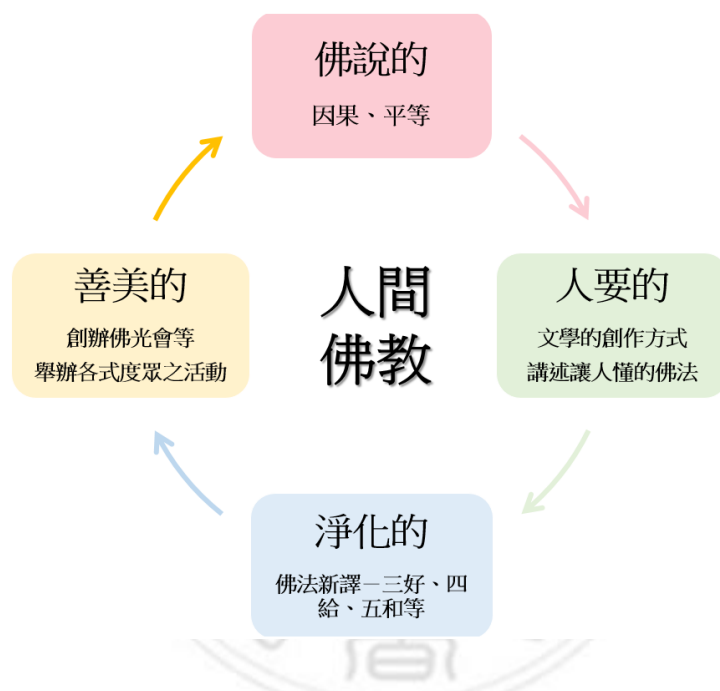 佛說的
因果、平等
善美的
創辦佛光會等
舉辦各式度眾之活動
人間
佛教
人要的
文學的創作方式
講述讓人懂的佛法
淨化的
佛法新譯－三好、四
給、五和等